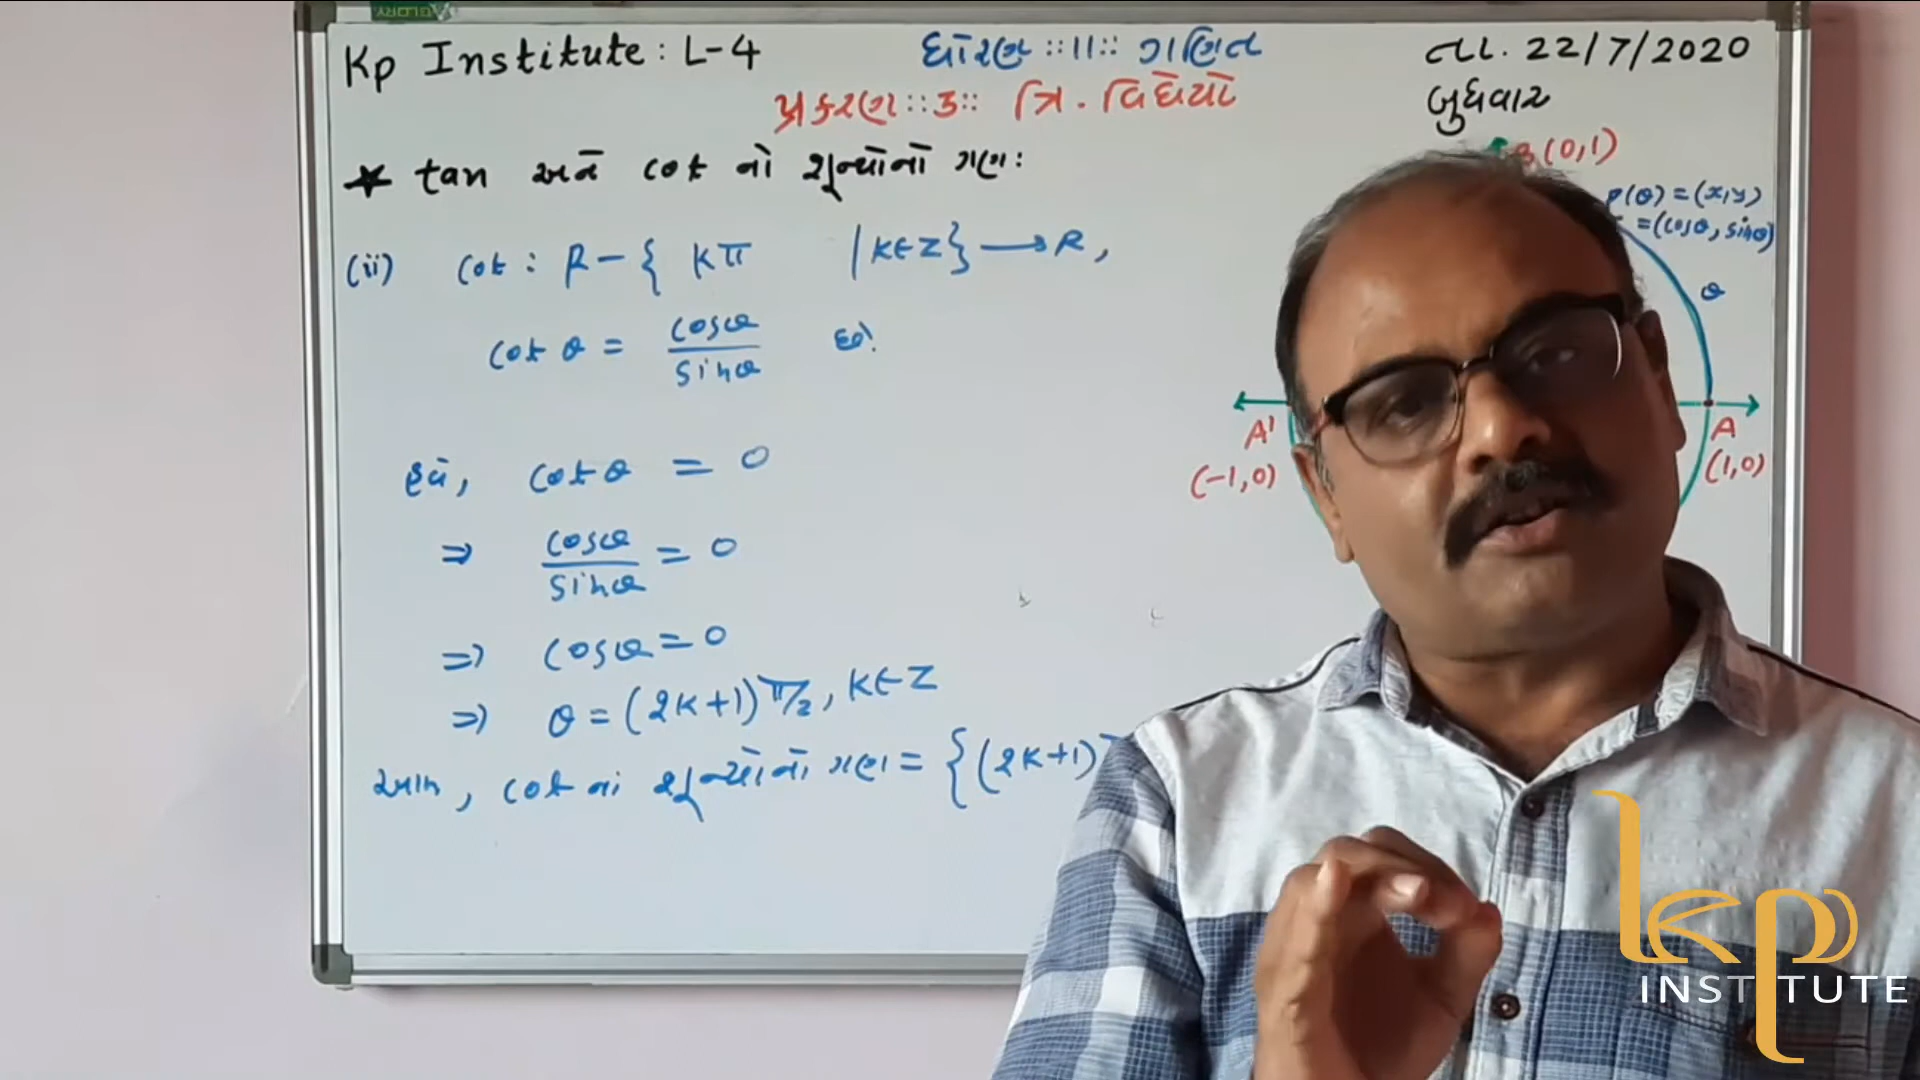 Kp Institute : L-4
ધોરણ :: 11 :: ગણિત
તા. 22/7/2020
પ્રકરણ :: 3 :: ત્રિ. વિધેયો
બુધવાર
★ tan અને cot નો શૂન્યોનો ગણ :
B(0,1)
P(θ) = (x,y)
= (cosθ, sinθ)
(ii) cot : R - { kπ | k∈Z } → R,
θ
cot θ = cosθ / sinθ છે.
A'
A
(-1,0)
(1,0)
હવે, cot θ = 0
⇒ cosθ / sinθ = 0
⇒ cosθ = 0
⇒ θ = (2k+1)π/2, k∈Z
આમ, cot નાં શૂન્યોનો ગણ = { (2k+1)
kp
INSTITUTE